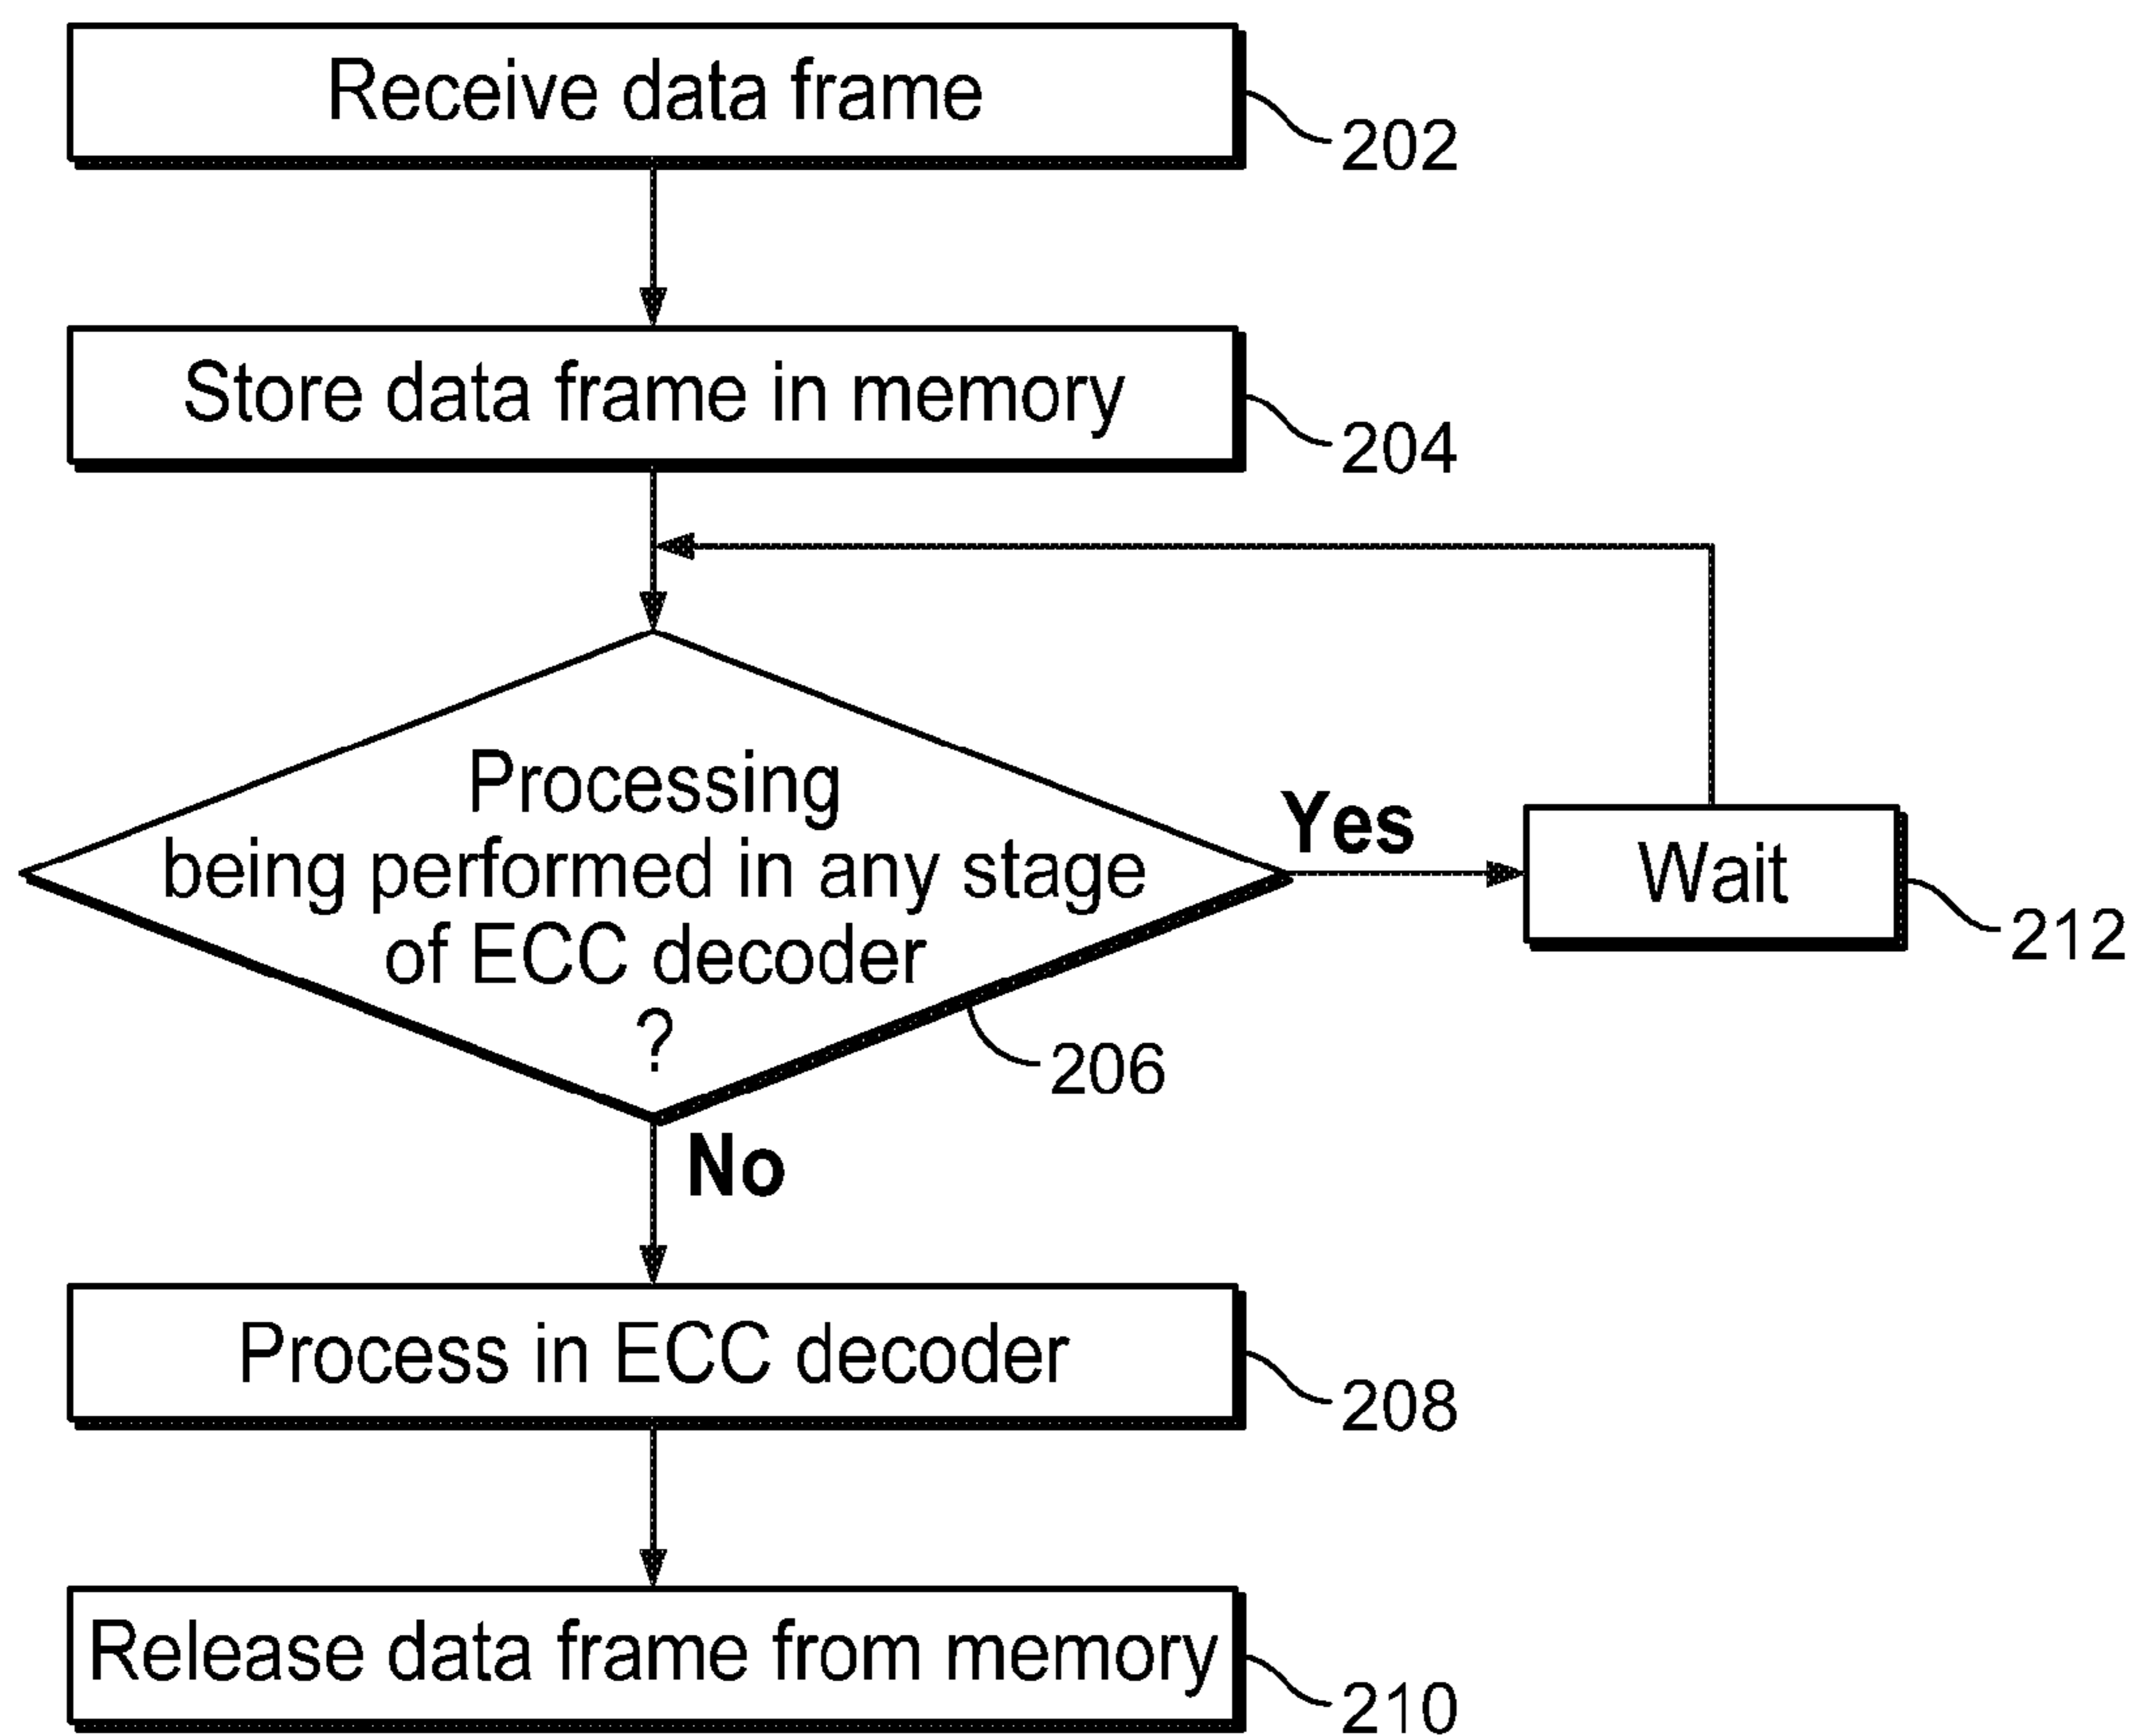 Receive data frame
202
Store data frame in memory
204
Processing
being performed in any stage
of ECC decoder
?
206
Yes
Wait
212
No
Process in ECC decoder
208
Release data frame from memory
210